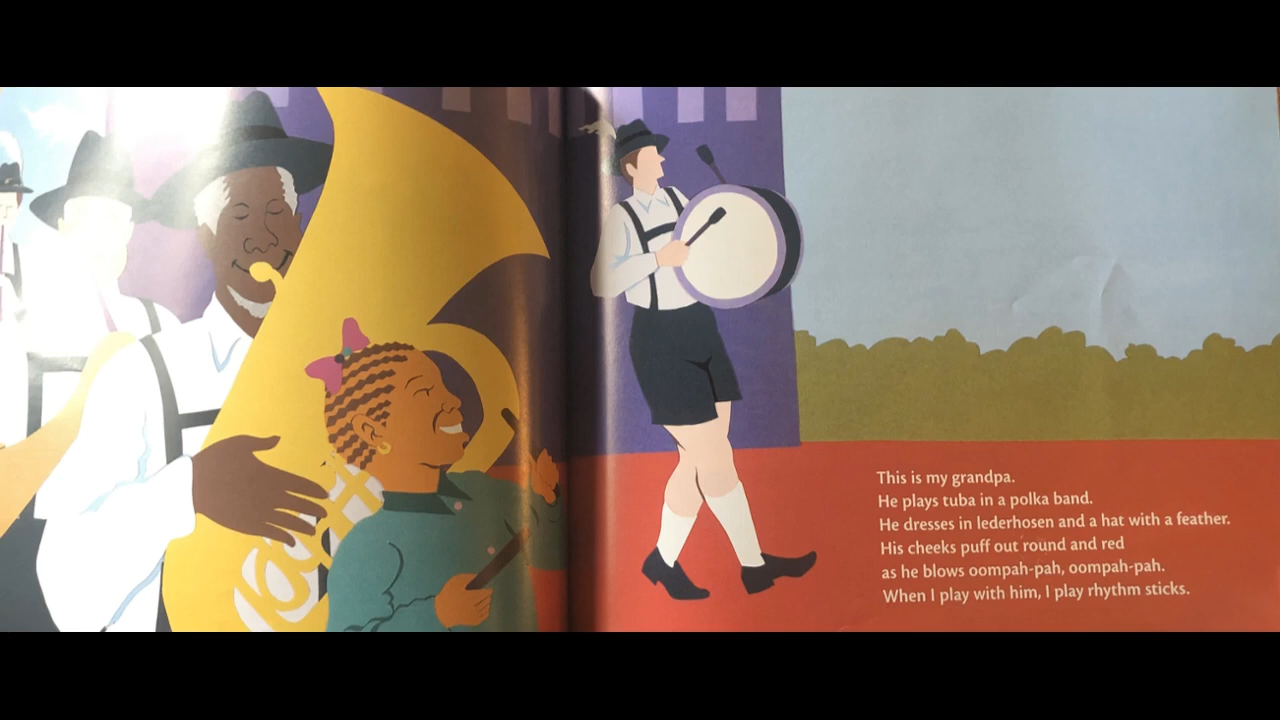 This is my grandpa.
He plays tuba in a polka band.
He dresses in lederhosen and a hat with a feather.
His cheeks puff out round and red
as he blows oompah-pah, oompah-pah.
When I play with him, I play rhythm sticks.